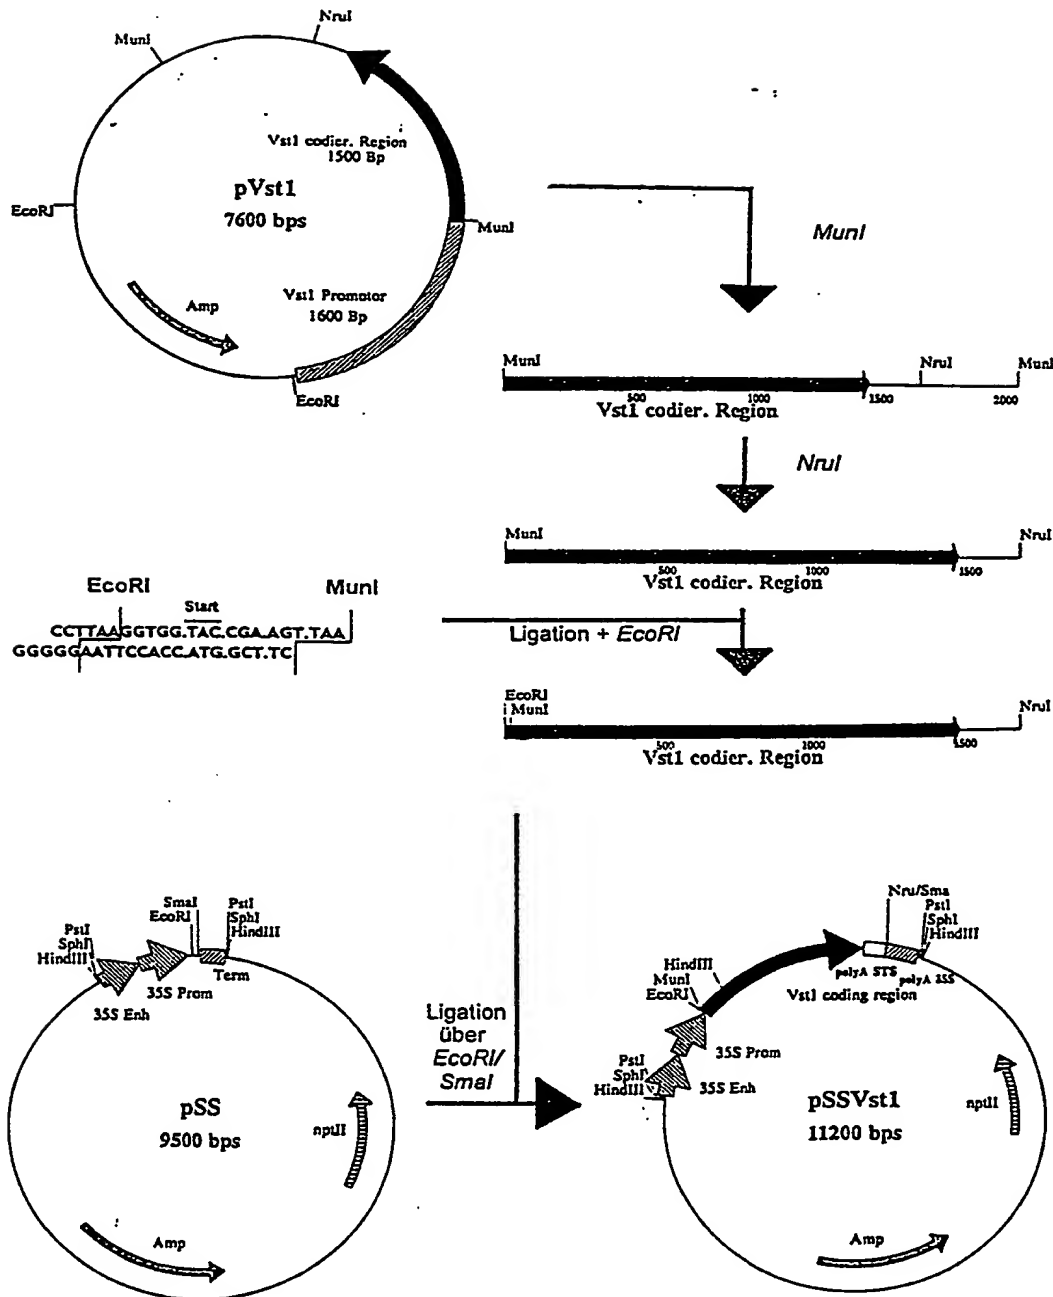 NruI
MunI
Vst1 codier. Region
1500 Bp
pVst1
7600 bps
EcoRI
MunI
MunI
Vst1 Promotor
1600 Bp
Amp
EcoRI
MunI
NruI
MunI
500
1000
1500
2000
Vst1 codier. Region
NruI
MunI
NruI
500
1000
1500
Vst1 codier. Region
EcoRI
MunI
Start
CCTTAAGGTGG.TAC.CGA.AGT.TAA
GGGGGAATTCCACC.ATG.GCT.TC
Ligation + EcoRI
EcoRI
MunI
NruI
500
1000
1500
Vst1 codier. Region
SmaI
EcoRI
PstI
SphI
HindIII
PstI
SphI
HindIII
Term
35S Prom
35S Enh
pSS
9500 bps
nptII
Amp
Ligation
über
EcoRI/
SmaI
Nru/Sma
PstI
SphI
HindIII
HindIII
MunI
EcoRI
polyA STS
polyA 35S
Vst1 coding region
35S Prom
PstI
SphI
HindIII
35S Enh
pSSVst1
11200 bps
nptII
Amp